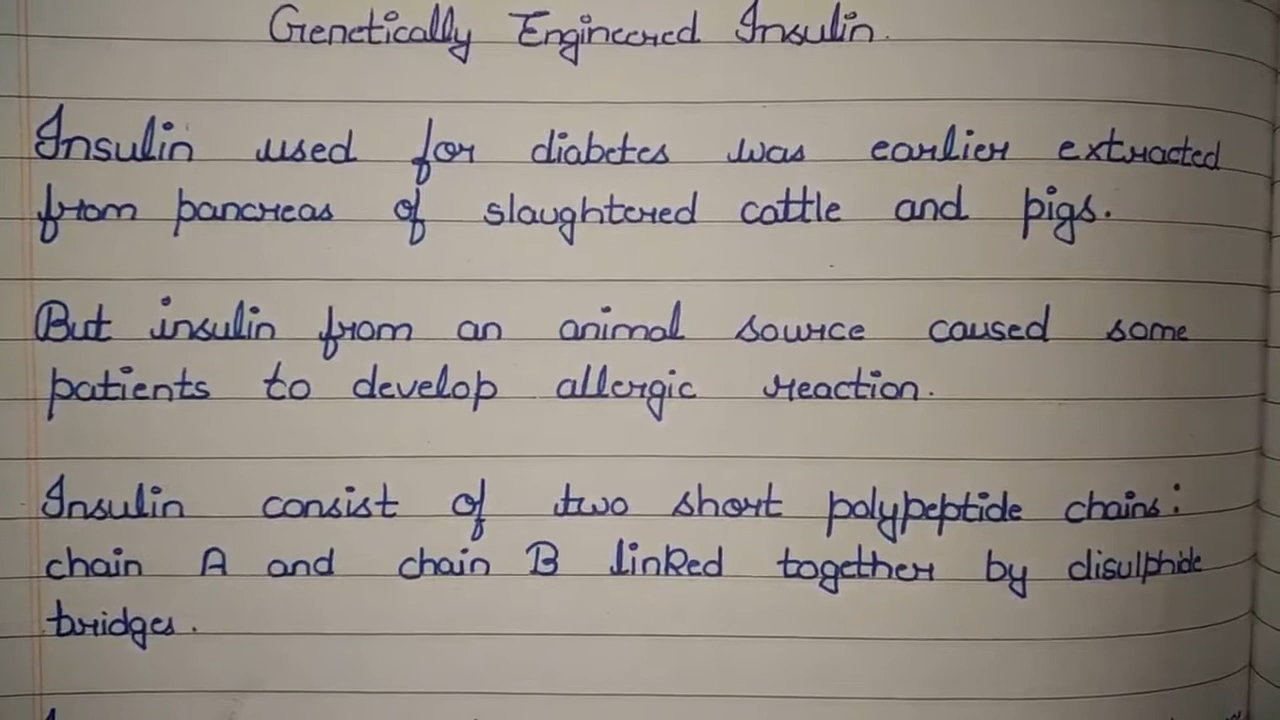 Genetically Engineered Insulin.
Insulin used for diabetes was earlier extracted
from pancreas of slaughtered cattle and pigs.
But insulin from an animal source caused some
patients to develop allergic reaction.
Insulin consist of two short polypeptide chains:
chain A and chain B linked together by disulphide
bridges.